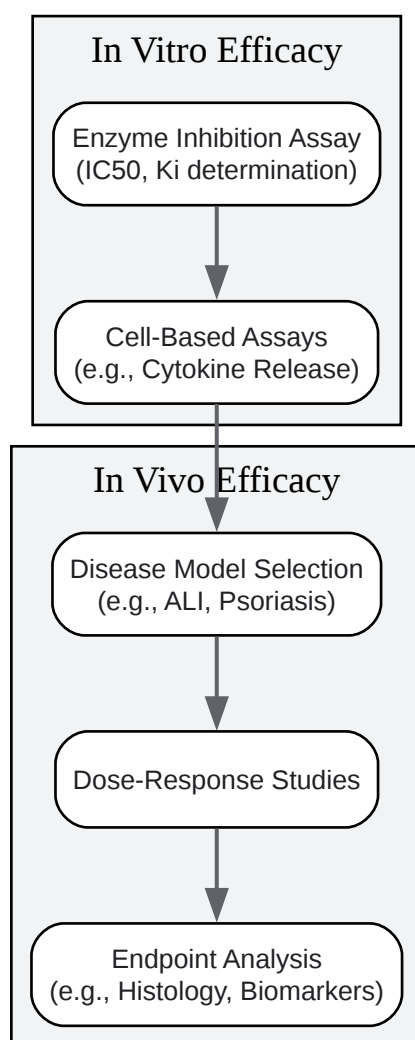 In Vitro Efficacy
Enzyme Inhibition Assay
(IC50, Ki determination)
Cell-Based Assays
(e.g., Cytokine Release)
In Vivo Efficacy
Disease Model Selection
(e.g., ALI, Psoriasis)
Dose-Response Studies
Endpoint Analysis
(e.g., Histology, Biomarkers)